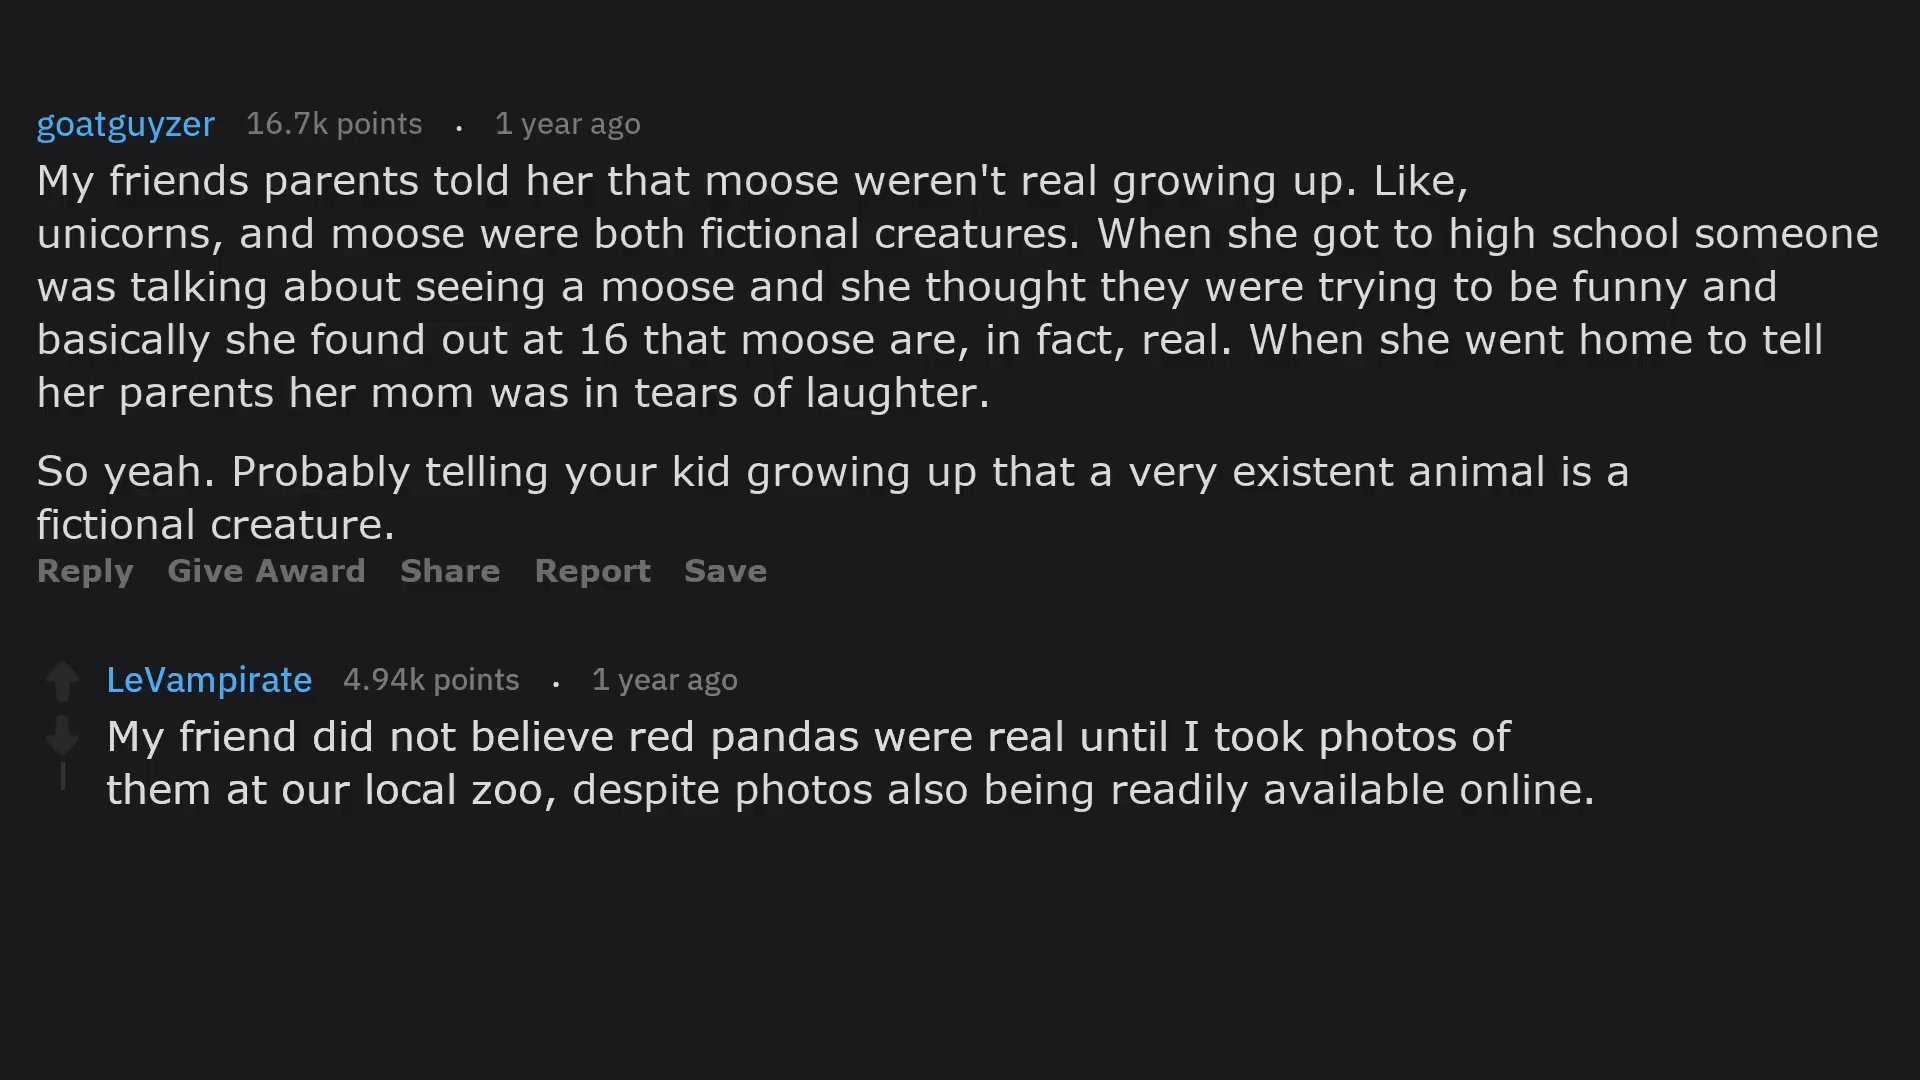 goatguyzer 16.7k points . 1 year ago
My friends parents told her that moose weren't real growing up. Like,
unicorns, and moose were both fictional creatures. When she got to high school someone
was talking about seeing a moose and she thought they were trying to be funny and
basically she found out at 16 that moose are, in fact, real. When she went home to tell
her parents her mom was in tears of laughter.
So yeah. Probably telling your kid growing up that a very existent animal is a
fictional creature.
Reply Give Award Share Report Save
LeVampirate 4.94k points . 1 year ago
My friend did not believe red pandas were real until I took photos of
them at our local zoo, despite photos also being readily available online.